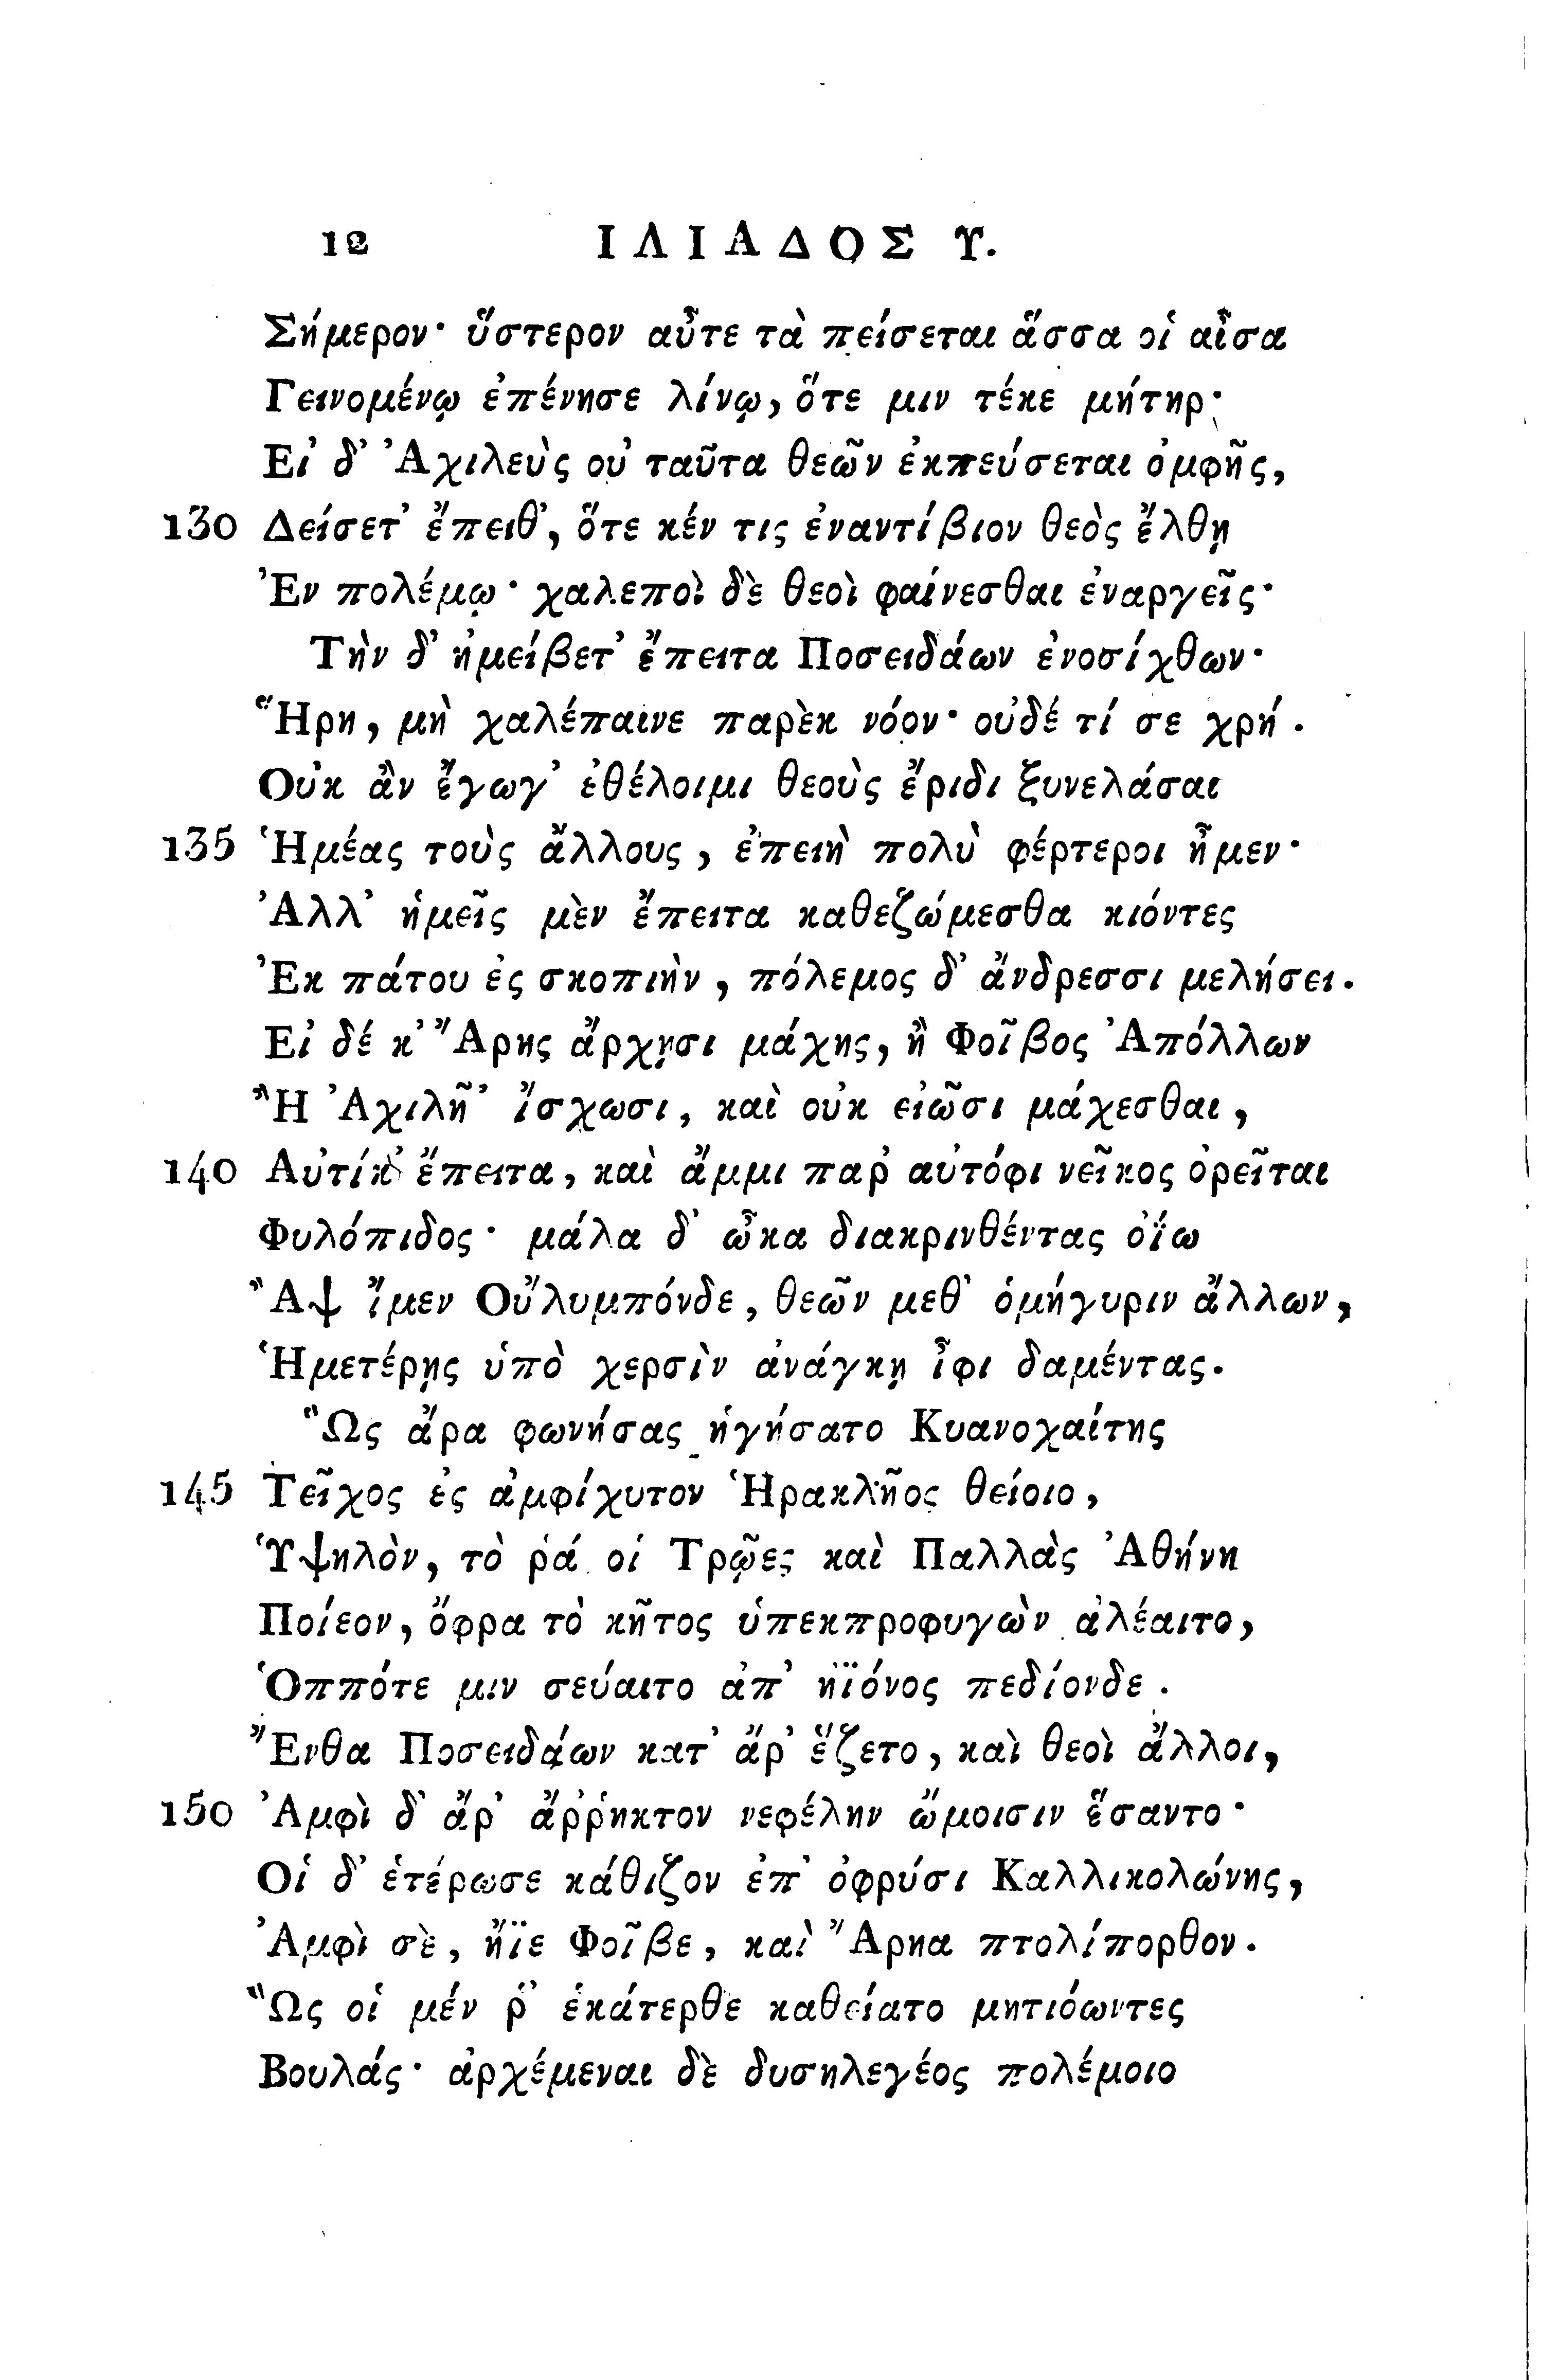 12 ΙΛΙΑΔΟΣ Υ.
Σήμερον· ὕστερον αὖτε τὰ πείσεται ἅσσα οἱ αἶσα
Γεινομένῳ ἐπένησε λίνῳ, ὅτε μιν τέκε μήτηρ·
Εἰ δ' Ἀχιλεὺς οὐ ταῦτα θεῶν ἐκπεύσεται ὀμφῆς,
130 Δείσετ' ἔπειθ', ὅτε κέν τις ἐναντίβιον θεὸς ἔλθῃ
Ἐν πολέμῳ· χαλεποὶ δὲ θεοὶ φαίνεσθαι ἐναργεῖς·
Τὴν δ' ἠμείβετ' ἔπειτα Ποσειδάων ἐνοσίχθων·
Ἥρη, μὴ χαλέπαινε παρὲκ νόον· οὐδέ τί σε χρή.
Οὐκ ἂν ἔγωγ' ἐθέλοιμι θεοὺς ἔριδι ξυνελάσαι
135 Ἡμέας τοὺς ἄλλους, ἐπειὴ πολὺ φέρτεροι ἦμεν·
Ἀλλ' ἡμεῖς μὲν ἔπειτα καθεζώμεσθα κιόντες
Ἐκ πάτου ἐς σκοπιὴν, πόλεμος δ' ἄνδρεσσι μελήσει.
Εἰ δέ κ' Ἄρης ἄρχῃσι μάχης, ἢ Φοῖβος Ἀπόλλων
Ἢ Ἀχιλῆ' ἴσχωσι, καὶ οὐκ εἰῶσι μάχεσθαι,
140 Αὐτίκ' ἔπειτα, καὶ ἄμμι παρ' αὐτόφι νεῖκος ὀρεῖται
Φυλόπιδος· μάλα δ' ὦκα διακρινθέντας ὀΐω
Ἂψ ἴμεν Οὔλυμπόνδε, θεῶν μεθ' ὁμήγυριν ἄλλων,
Ἡμετέρῃς ὑπὸ χερσὶν ἀνάγκῃ ἶφι δαμέντας.
Ὣς ἄρα φωνήσας ἡγήσατο Κυανοχαίτης
145 Τεῖχος ἐς ἀμφίχυτον Ἡρακλῆος θείοιο,
Ὑψηλὸν, τὸ ῥά οἱ Τρῶες καὶ Παλλὰς Ἀθήνη
Ποίεον, ὄφρα τὸ κῆτος ὑπεκπροφυγὼν ἀλέαιτο,
Ὁππότε μιν σεύαιτο ἀπ' ἠϊόνος πεδίονδε.
Ἔνθα Ποσειδάων κατ' ἄρ' ἕζετο, καὶ θεοὶ ἄλλοι,
150 Ἀμφὶ δ' ἄρ' ἄῤῥηκτον νεφέλην ὤμοισιν ἕσαντο·
Οἱ δ' ἑτέρωσε κάθιζον ἐπ' ὀφρύσι Καλλικολώνης,
Ἀμφὶ σὲ, ἤϊε Φοῖβε, καὶ Ἄρηα πτολίπορθον.
Ὣς οἱ μέν ῥ' ἑκάτερθε καθείατο μητιόωντες
Βουλάς· ἀρχέμεναι δὲ δυσηλεγέος πολέμοιο